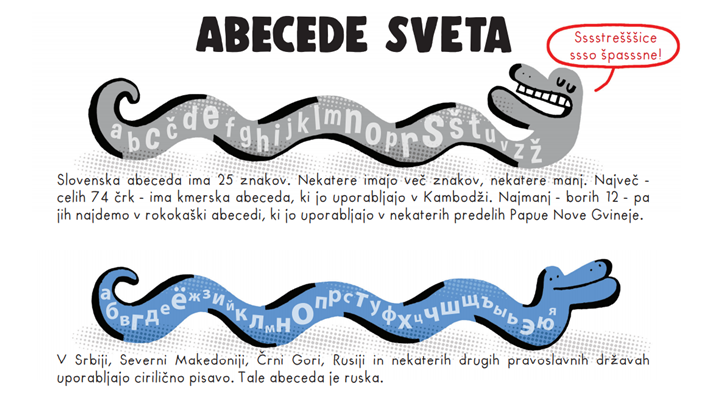 ABECEDE SVETA
Sssstrešššice
ssso špasssne!
a b c č d e f g h i j k l m n o p r s š t u v z ž
Slovenska abeceda ima 25 znakov. Nekatere imajo več znakov, nekatere manj. Največ -
celih 74 črk - ima kmerska abeceda, ki jo uporabljajo v Kambodži. Najmanj - borih 12 - pa
jih najdemo v rokokaški abecedi, ki jo uporabljajo v nekaterih predelih Papue Nove Gvineje.
а б в г д е ё ж з и й к л м н о п р с т у ф х ц ч ш щ ъ ы ь э ю я
V Srbiji, Severni Makedoniji, Črni Gori, Rusiji in nekaterih drugih pravoslavnih državah
uporabljajo cirilično pisavo. Tale abeceda je ruska.